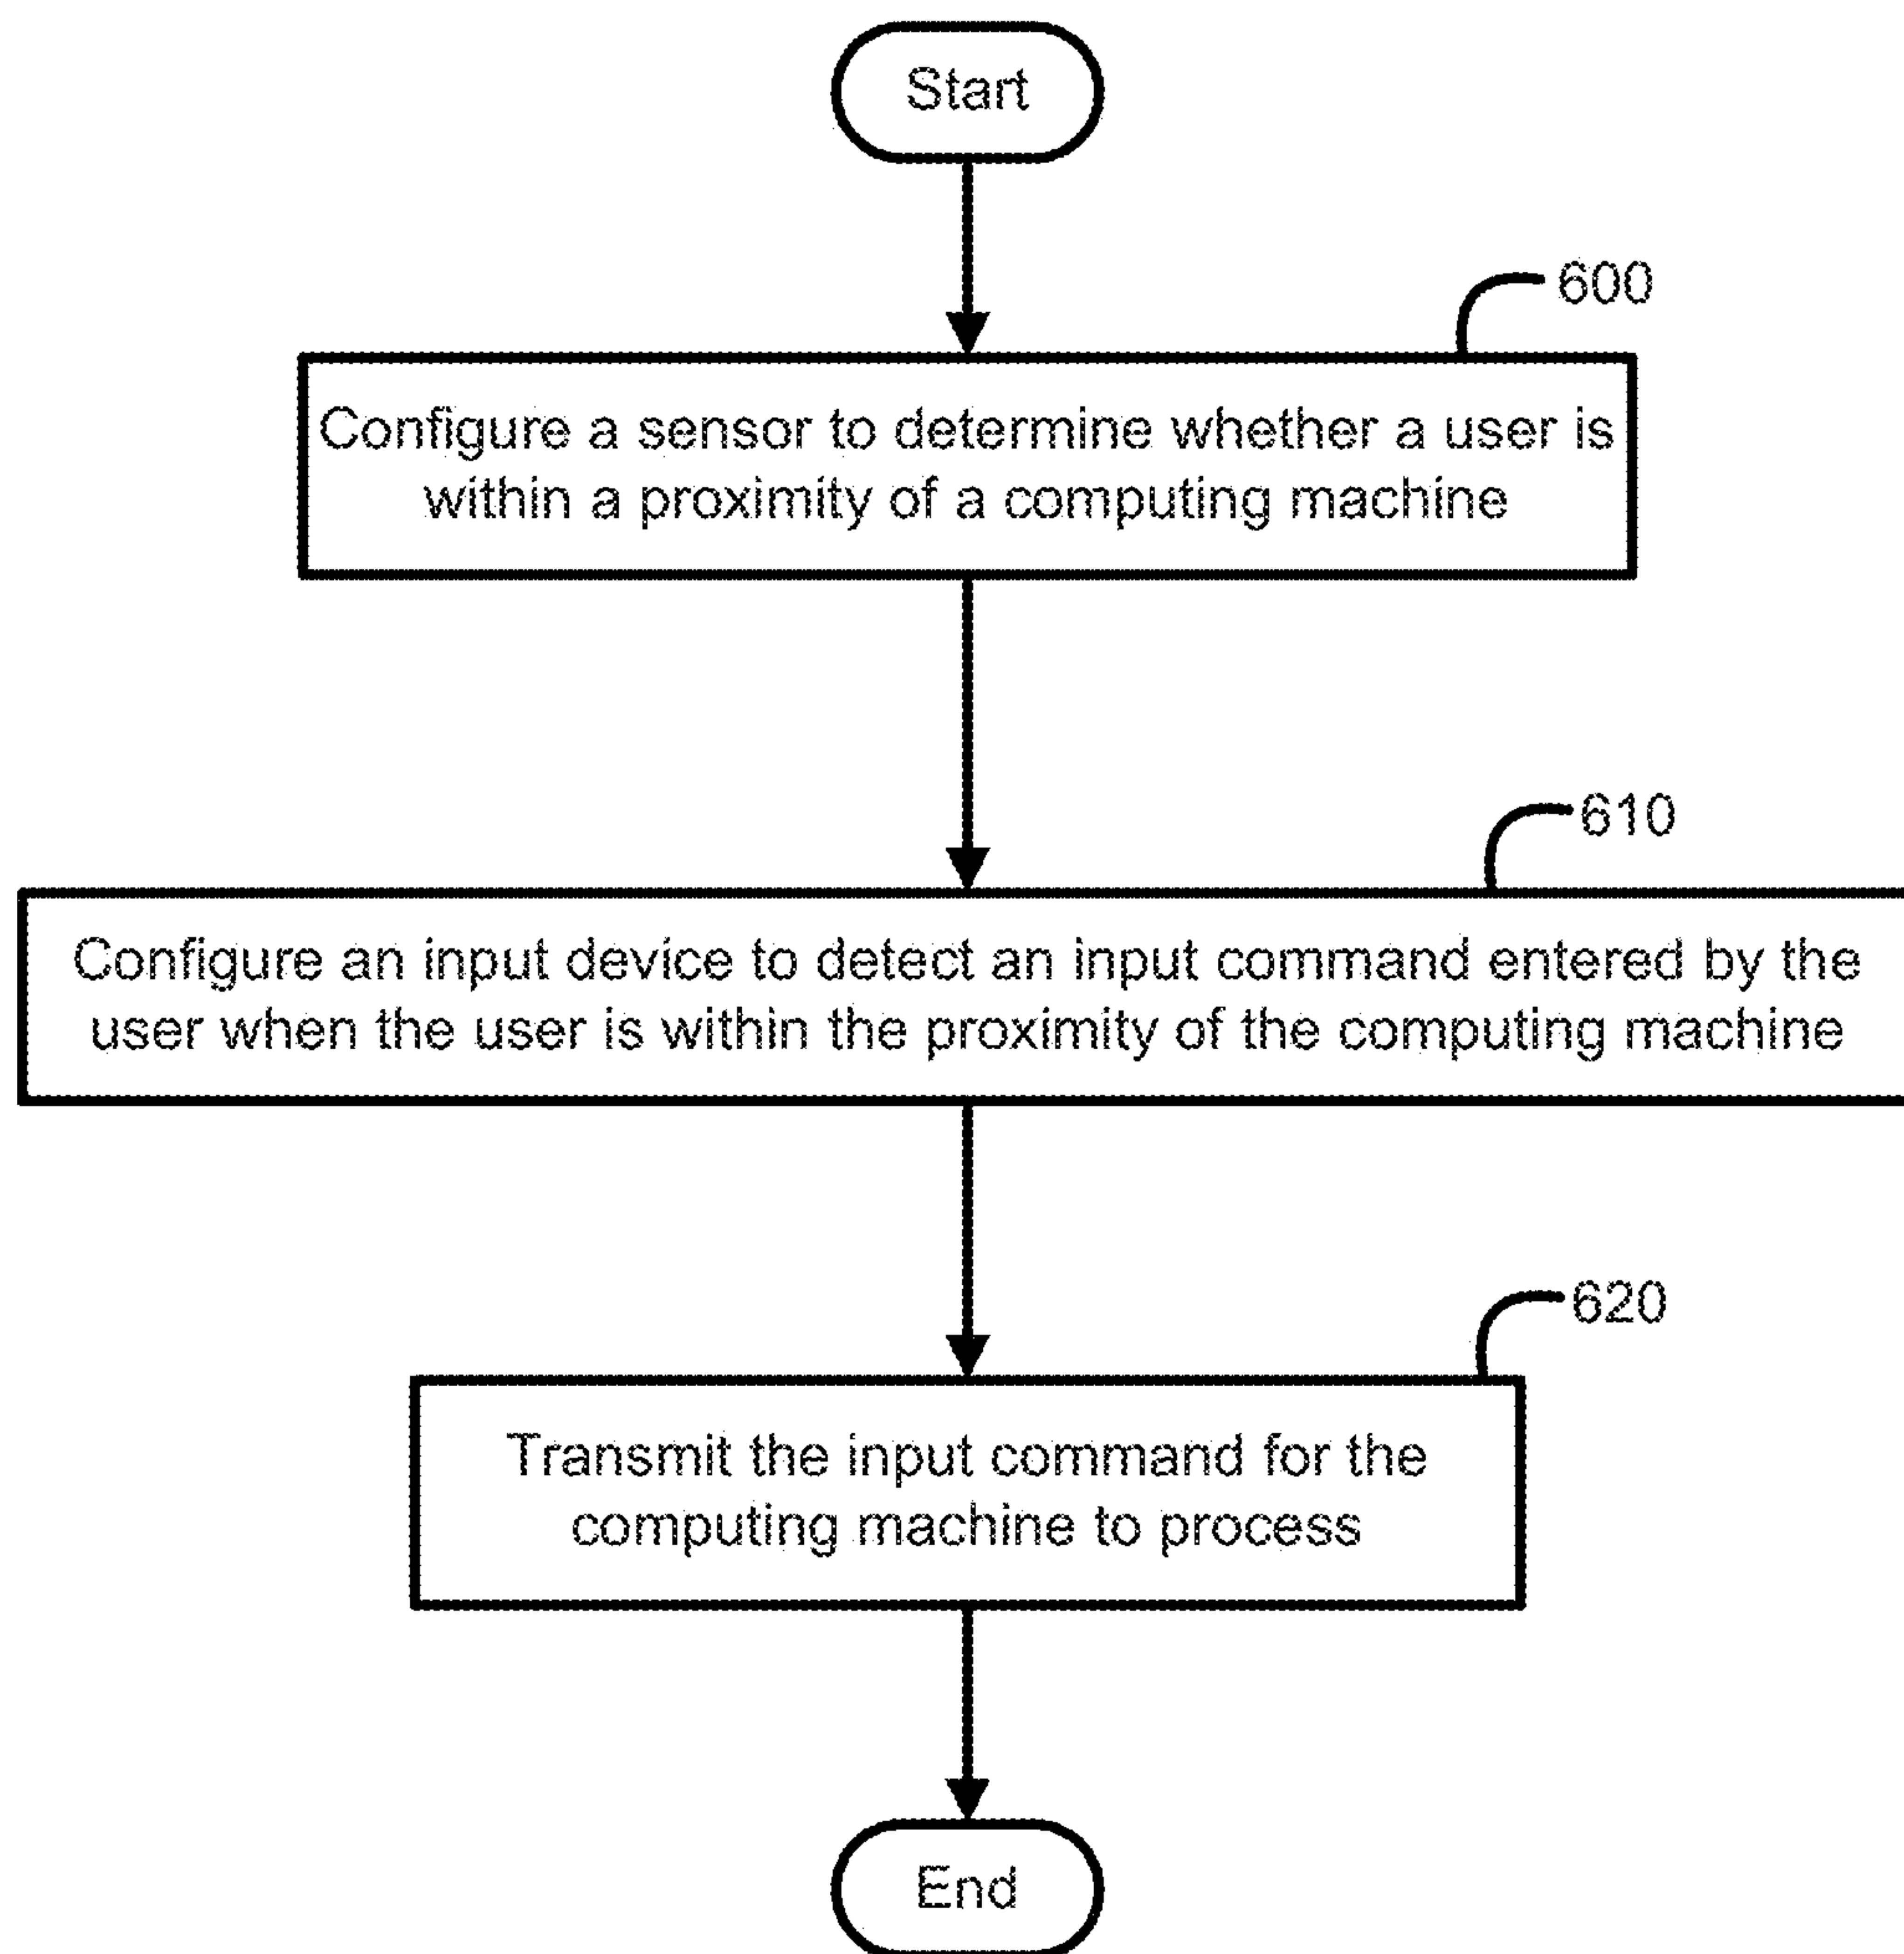 Start
600
Configure a sensor to determine whether a user is
within a proximity of a computing machine
610
Configure an input device to detect an input command entered by the
user when the user is within the proximity of the computing machine
620
Transmit the input command for the
computing machine to process
End